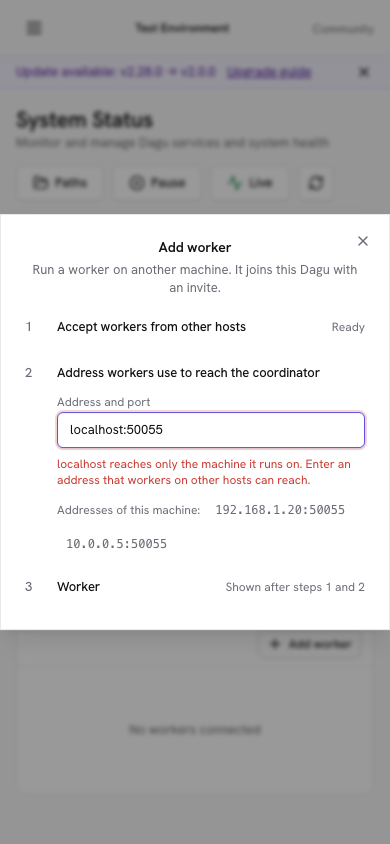 Test Environment
Community
Update available: v2.28.0 → v2.0.0 Upgrade guide
System Status
Monitor and manage Dagu services and system health
Paths
Pause
Live
Add worker
Run a worker on another machine. It joins this Dagu with
an invite.
1 Accept workers from other hosts Ready
2 Address workers use to reach the coordinator
Address and port
localhost:50055
localhost reaches only the machine it runs on. Enter an
address that workers on other hosts can reach.
Addresses of this machine: 192.168.1.20:50055
10.0.0.5:50055
3 Worker Shown after steps 1 and 2
Add worker
No workers connected